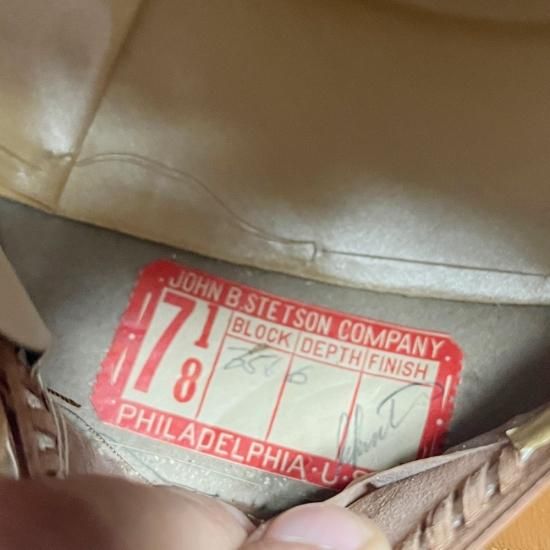 JOHN B. STETSON COMPANY
7 1/8 BLOCK DEPTH FINISH
PHILADELPHIA·U·S